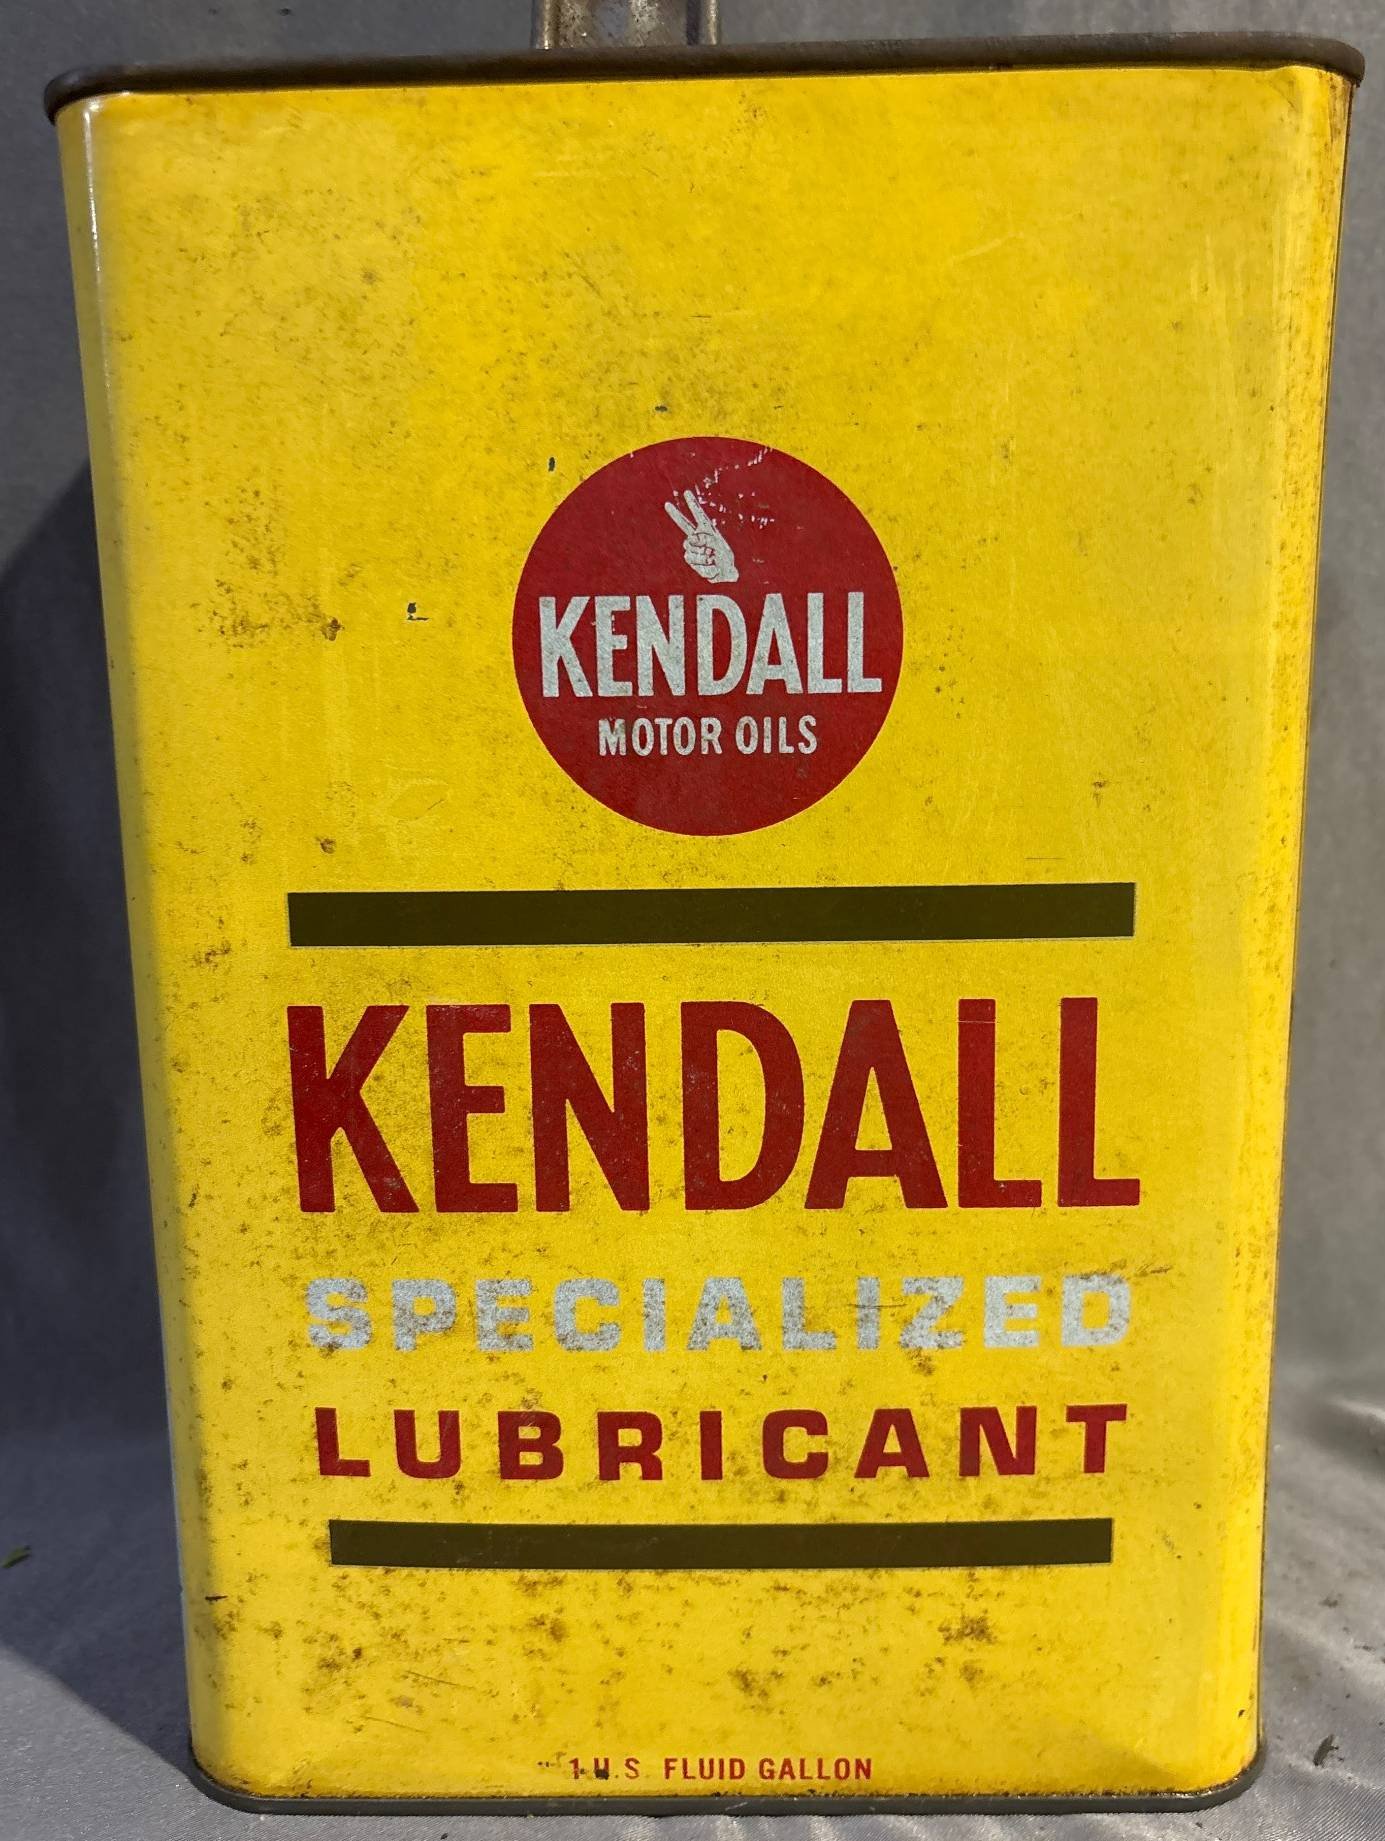 KENDALL
MOTOR OILS
KENDALL
SPECIALIZED
LUBRICANT
1 U.S. FLUID GALLON